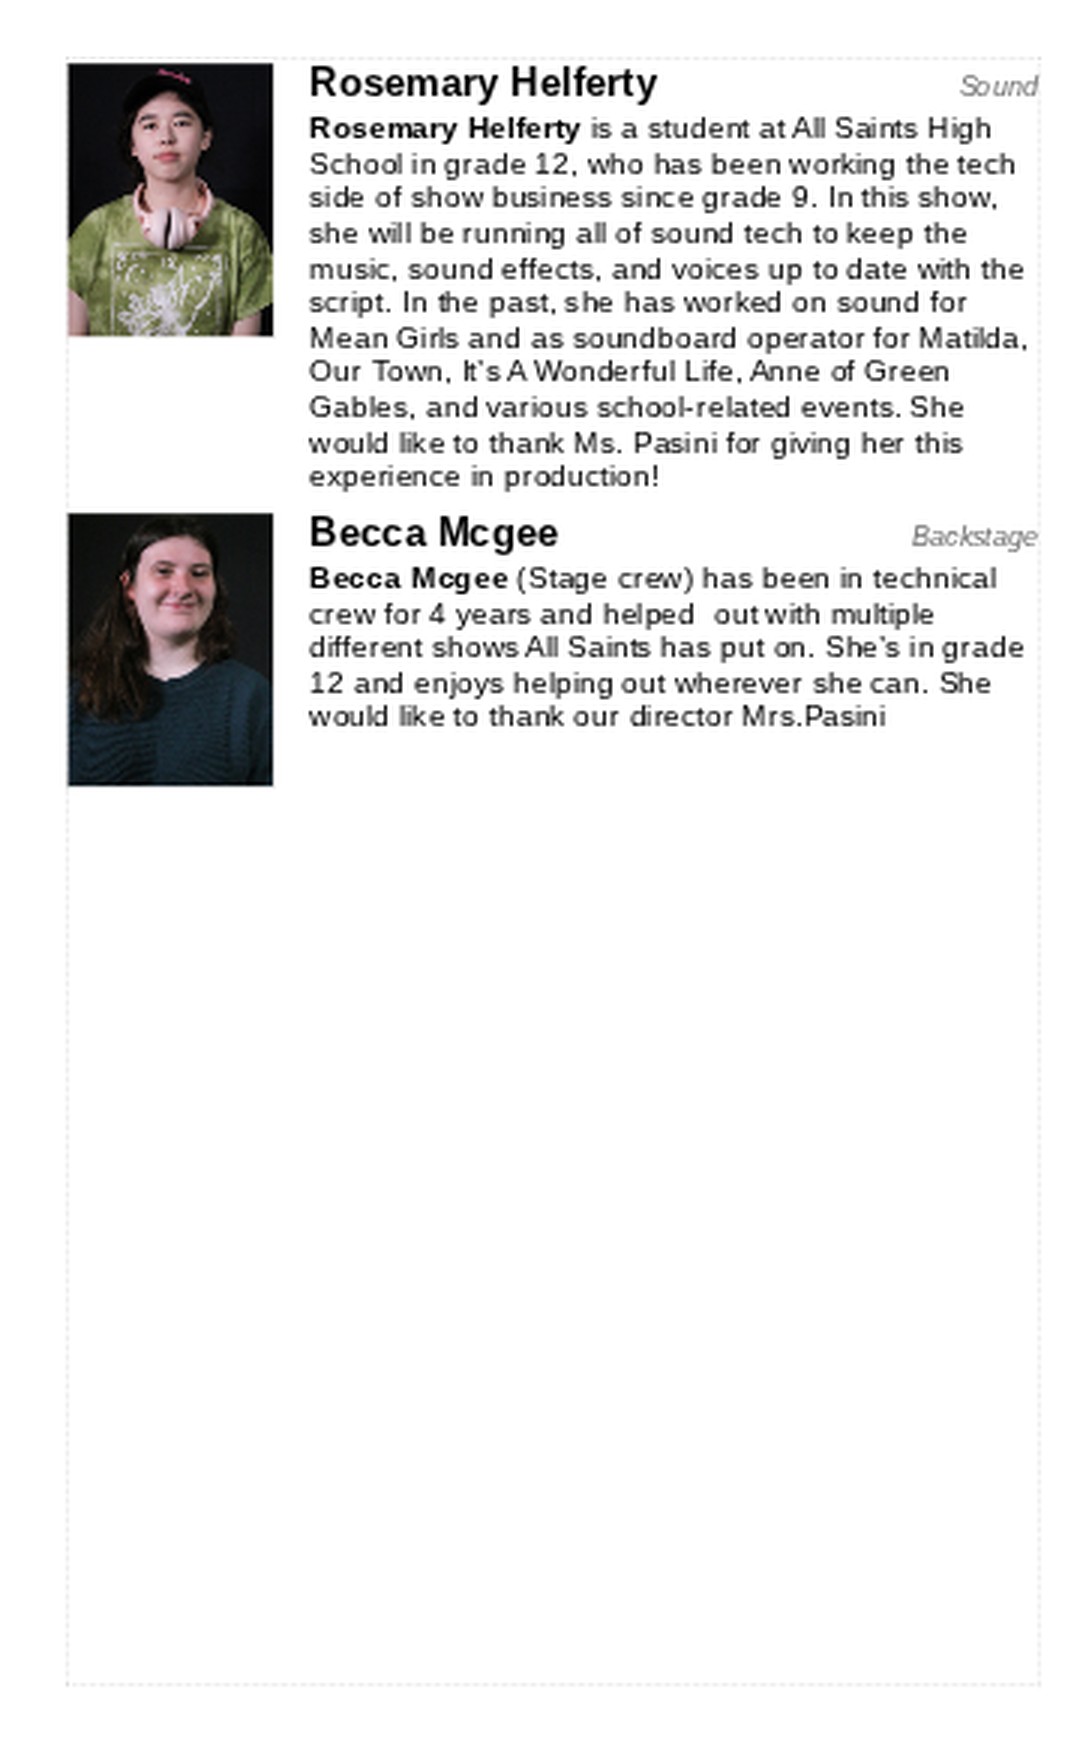 Rosemary Helferty Sound
Rosemary Helferty is a student at All Saints High
School in grade 12, who has been working the tech
side of show business since grade 9. In this show,
she will be running all of sound tech to keep the
music, sound effects, and voices up to date with the
script. In the past, she has worked on sound for
Mean Girls and as soundboard operator for Matilda,
Our Town, It's A Wonderful Life, Anne of Green
Gables, and various school-related events. She
would like to thank Ms. Pasini for giving her this
experience in production!
Becca Mcgee Backstage
Becca Mcgee (Stage crew) has been in technical
crew for 4 years and helped  out with multiple
different shows All Saints has put on. She's in grade
12 and enjoys helping out wherever she can. She
would like to thank our director Mrs.Pasini